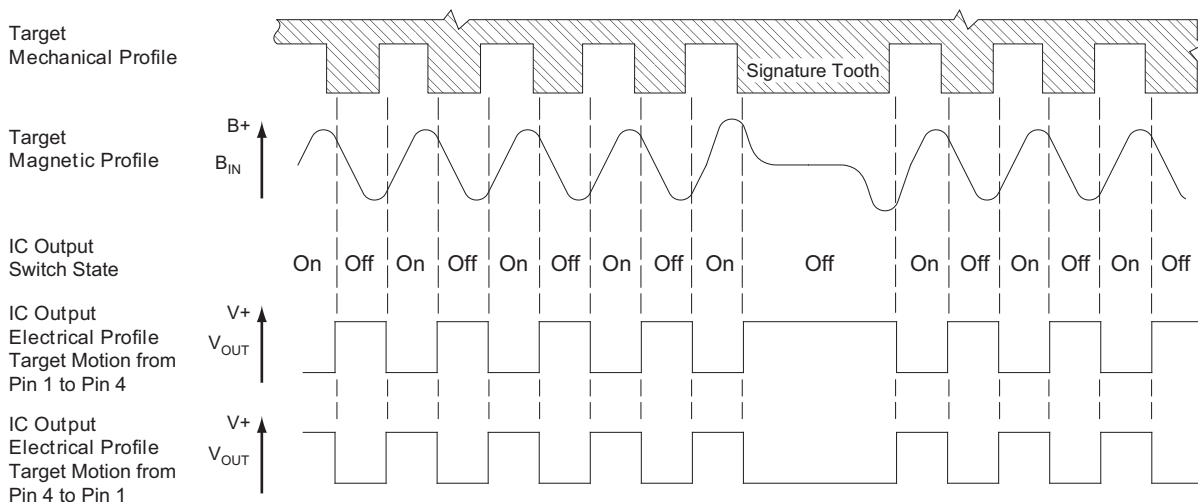 Target
Mechanical Profile
Signature Tooth
Target
Magnetic Profile
B+
B_IN
IC Output
Switch State
On Off On Off On Off On Off On Off On Off On Off On Off
IC Output
Electrical Profile
Target Motion from
Pin 1 to Pin 4
V+
V_OUT
IC Output
Electrical Profile
Target Motion from
Pin 4 to Pin 1
V+
V_OUT